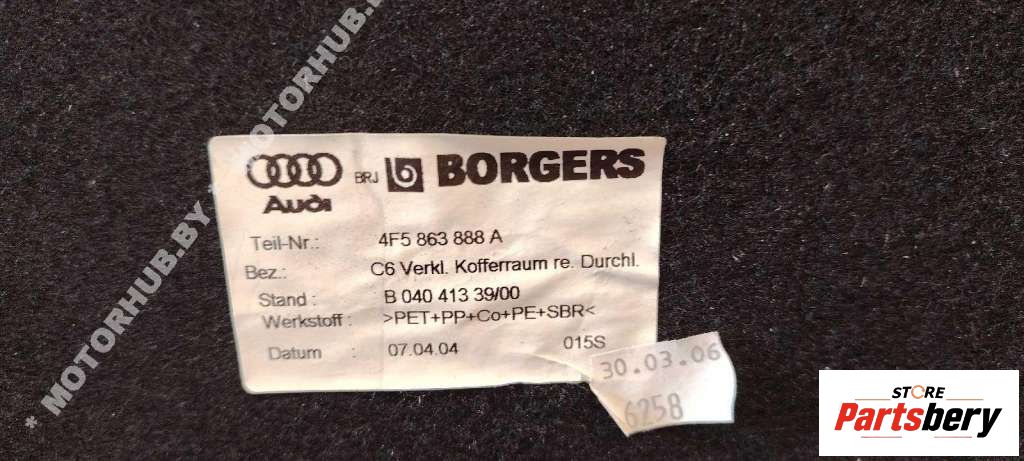 * MOTORHUB.BY * MOTORHUB.BY
Audi
BRJ BORGERS
Teil-Nr.: 4F5 863 888 A
Bez.: C6 Verkl. Kofferraum re. Durchl.
Stand : B 040 413 39/00
Werkstoff : >PET+PP+Co+PE+SBR<
Datum : 07.04.04 015S
30.03.06
6258
STORE
Partsbery